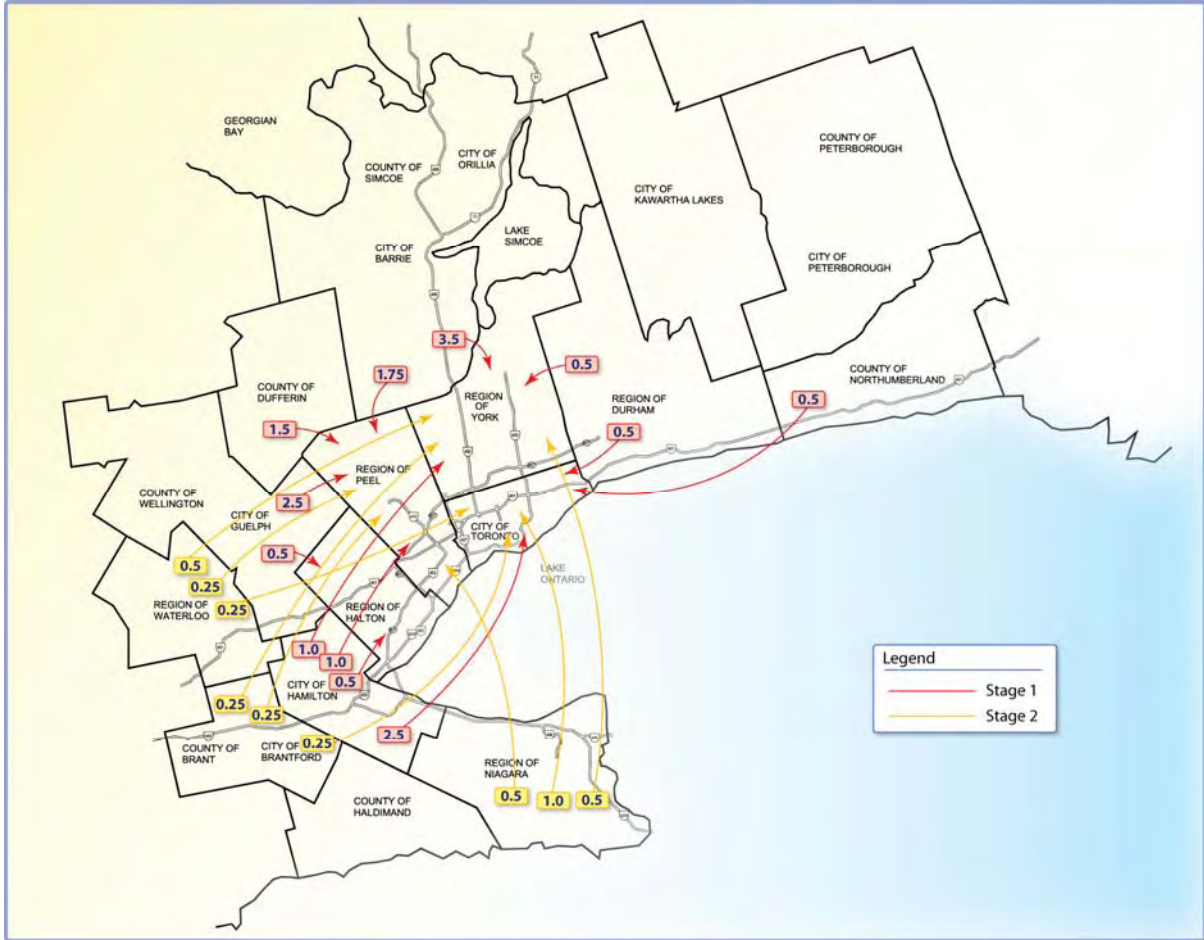 GEORGIAN
BAY
COUNTY OF
SIMCOE
CITY OF
ORILLIA
COUNTY OF
PETERBOROUGH
CITY OF
KAWARTHA LAKES
LAKE
SIMCOE
CITY OF
BARRIE
CITY OF
PETERBOROUGH
3.5
0.5
1.75
COUNTY OF
DUFFERIN
REGION
OF
YORK
REGION OF
DURHAM
COUNTY OF
NORTHUMBERLAND
0.5
1.5
0.5
REGION OF
PEEL
COUNTY OF
WELLINGTON
2.5
CITY OF
GUELPH
CITY OF
TORONTO
0.5
LAKE
ONTARIO
0.5
0.25
0.25
REGION OF
WATERLOO
REGION OF
HALTON
1.0
1.0
0.5
CITY OF
HAMILTON
0.25
0.25
0.25
2.5
COUNTY OF
BRANT
CITY OF
BRANTFORD
REGION OF
NIAGARA
0.5
1.0
0.5
COUNTY OF
HALDIMAND
Legend
Stage 1
Stage 2